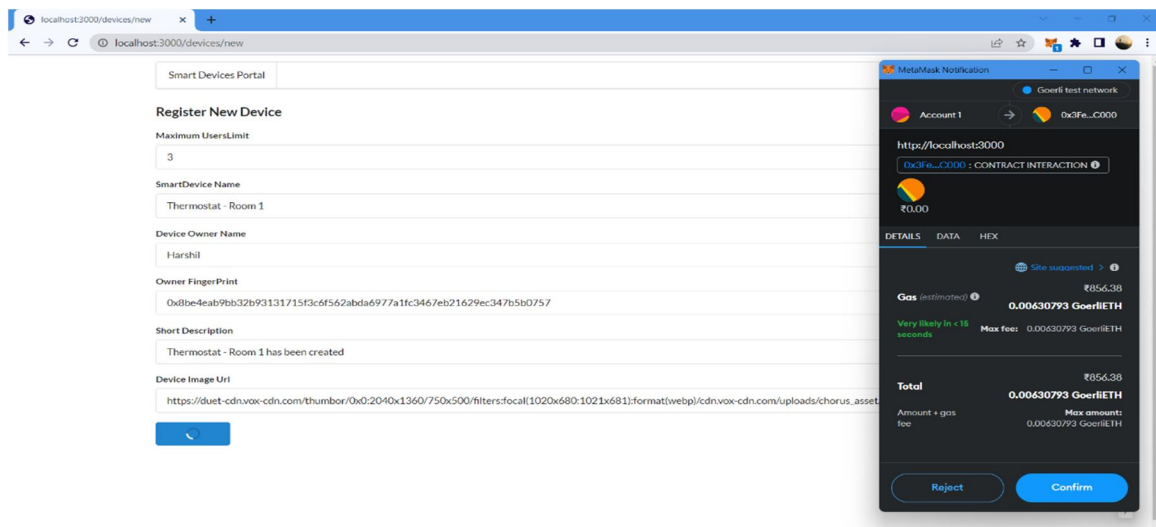 localhost:3000/devices/new
localhost:3000/devices/new
Smart Devices Portal
Register New Device
Maximum UsersLimit
3
SmartDevice Name
Thermostat - Room 1
Device Owner Name
Harshil
Owner FingerPrint
0x8be4eab9bb32b93131715f3c6f562abda6977a1fc3467eb21629ec347b5b0757
Short Description
Thermostat - Room 1 has been created
Device Image Url
https://duet-cdn.vox-cdn.com/thumbor/0x0:2040x1360/750x500/filters:focal(1020x680:1021x681):format(webp)/cdn.vox-cdn.com/uploads/chorus_asset
MetaMask Notification
Goerli test network
Account 1
0x3Fe...C000
http://localhost:3000
0x3Fe...C000 : CONTRACT INTERACTION
₹0.00
DETAILS DATA HEX
Site suggested >
₹856.38
Gas (estimated) 0.00630793 GoerliETH
Very likely in < 15 seconds
Max fee: 0.00630793 GoerliETH
₹856.38
Total 0.00630793 GoerliETH
Amount + gas fee
Max amount: 0.00630793 GoerliETH
Reject Confirm